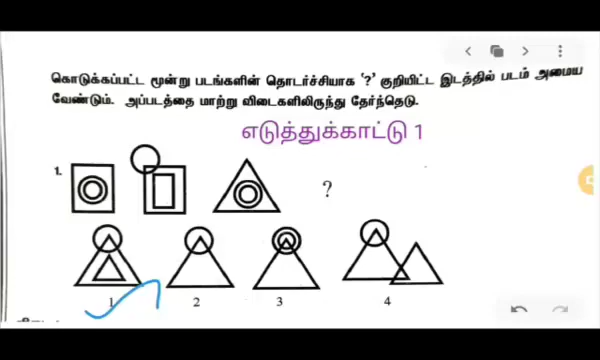 கொடுக்கப்பட்ட மூன்று படங்களின் தொடர்ச்சியாக '?' குறியிட்ட இடத்தில் படம் அமைய
வேண்டும். அப்படத்தை மாற்று விடைகளிலிருந்து தேர்ந்தெடு.
எடுத்துக்காட்டு 1
1.
?
1 2 3 4